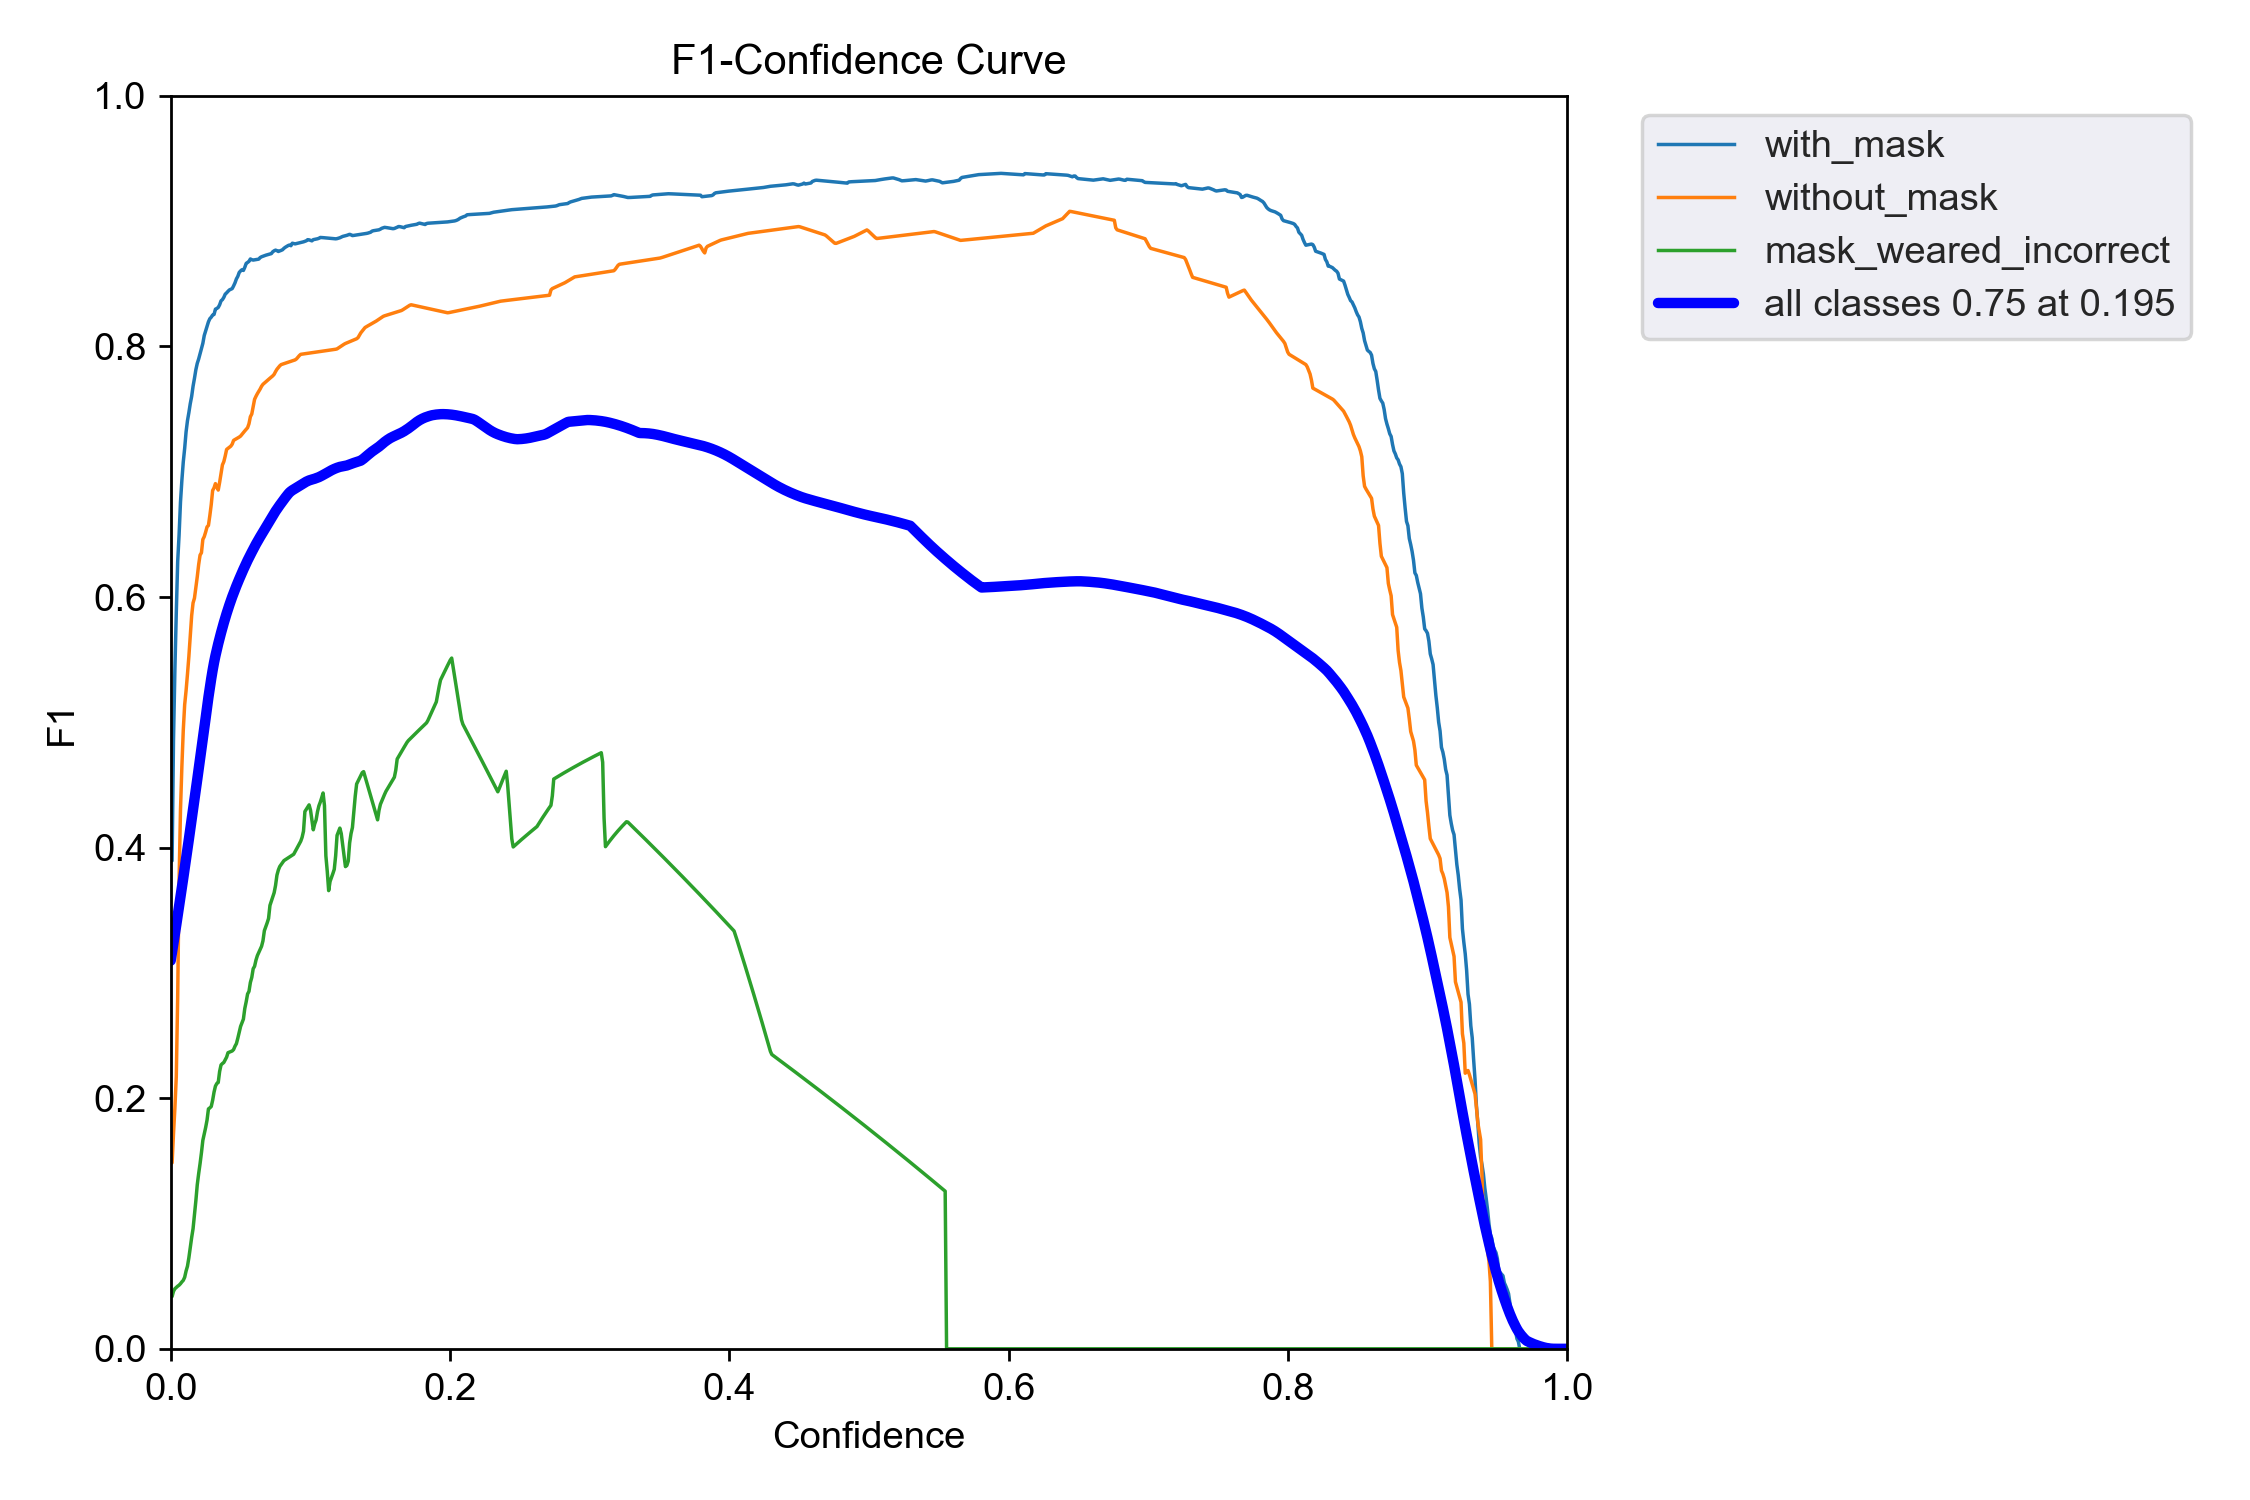 F1-Confidence Curve
1.0
0.8
0.6
0.4
0.2
0.0
F1
0.0 0.2 0.4 0.6 0.8 1.0
Confidence
with_mask
without_mask
mask_weared_incorrect
all classes 0.75 at 0.195